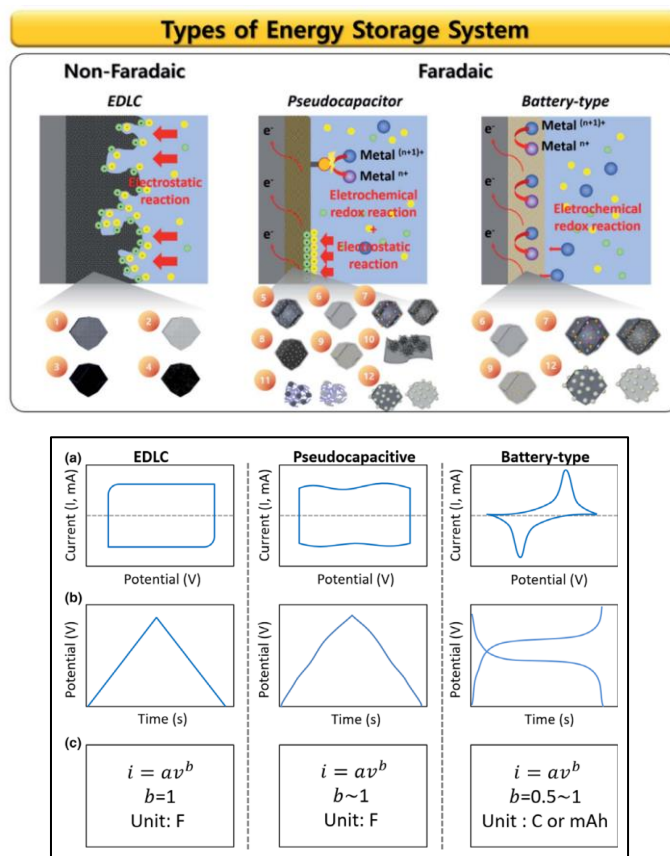 Types of Energy Storage System
Non-Faradaic
Faradaic
EDLC
Pseudocapacitor
Battery-type
Electrostatic
reaction
e-
e-
e-
Metal (n+1)+
Metal n+
Eletrochemical
redox reaction
+
Electrostatic
reaction
e-
e-
e-
Metal (n+1)+
Metal n+
Eletrochemical
redox reaction
1
2
3
4
5
6
7
8
9
10
11
12
6
7
9
12
(a)
EDLC
Pseudocapacitive
Battery-type
Current (I, mA)
Potential (V)
Current (I, mA)
Potential (V)
Current (I, mA)
Potential (V)
(b)
Potential (V)
Time (s)
Potential (V)
Time (s)
Potential (V)
Time (s)
(c)
i = av^b
b=1
Unit: F
i = av^b
b~1
Unit: F
i = av^b
b=0.5~1
Unit : C or mAh